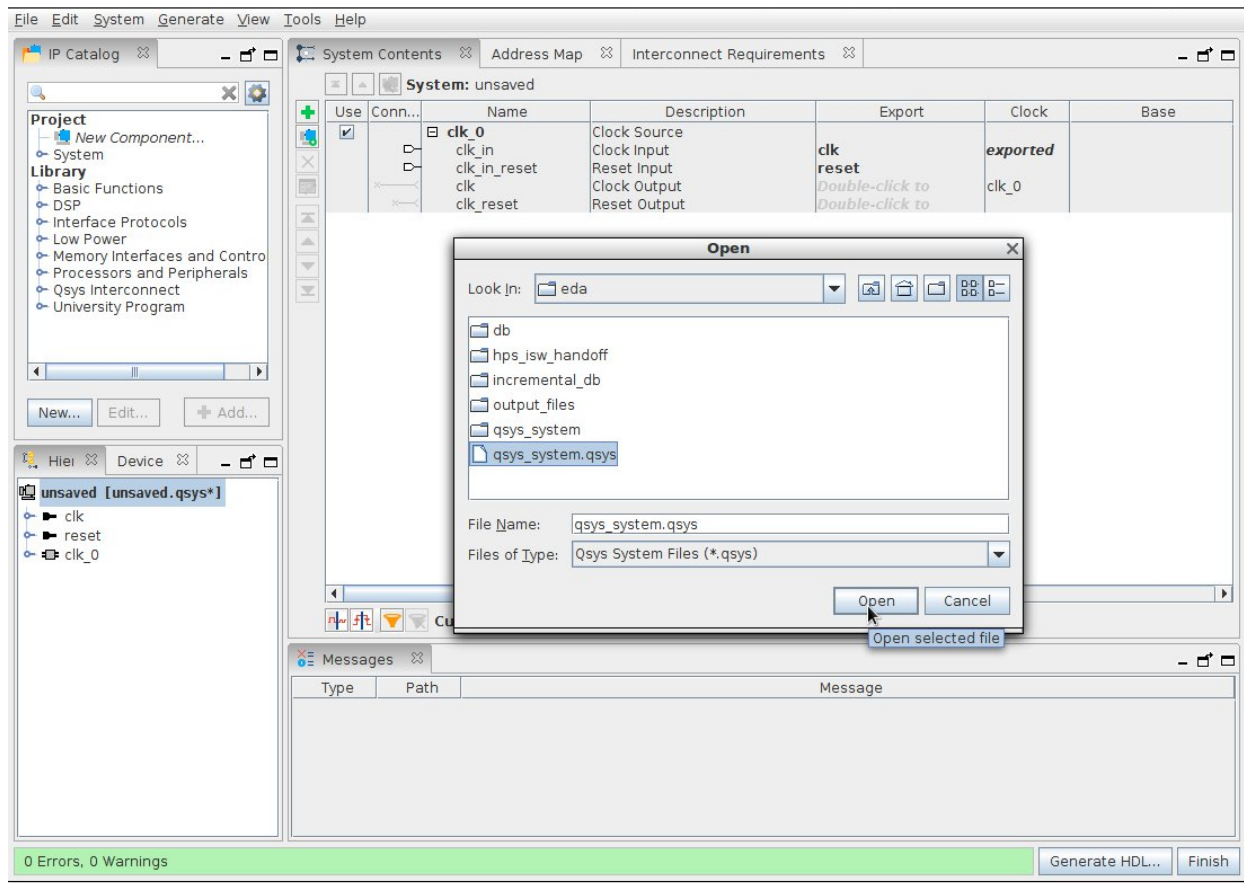 File Edit System Generate View Tools Help
IP Catalog
Project
New Component...
System
Library
Basic Functions
DSP
Interface Protocols
Low Power
Memory Interfaces and Contro
Processors and Peripherals
Qsys Interconnect
University Program
New... Edit... Add...
Hier Device
unsaved [unsaved.qsys*]
clk
reset
clk_0
System Contents Address Map Interconnect Requirements
System: unsaved
Use Conn... Name Description Export Clock Base
clk_0 Clock Source
clk_in Clock Input clk exported
clk_in_reset Reset Input reset
clk Clock Output Double-click to clk_0
clk_reset Reset Output Double-click to
Cu
Open
Look In: eda
db
hps_isw_handoff
incremental_db
output_files
qsys_system
qsys_system.qsys
File Name: qsys_system.qsys
Files of Type: Qsys System Files (*.qsys)
Open Cancel
Open selected file
Messages
Type Path Message
0 Errors, 0 Warnings Generate HDL... Finish